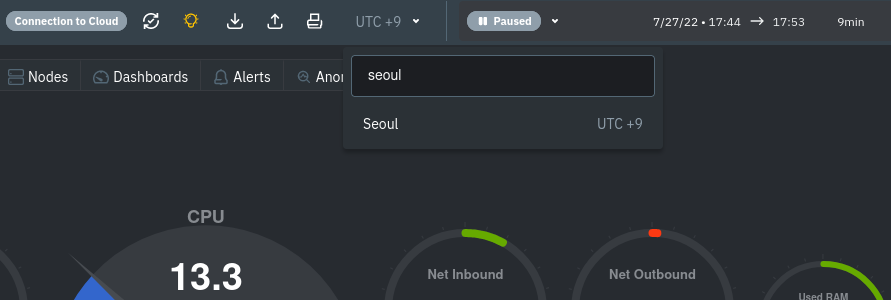 Connection to Cloud UTC +9 Paused 7/27/22 • 17:44 → 17:53 9min
Nodes Dashboards Alerts
seoul
Seoul UTC +9
CPU
13.3
Net Inbound Net Outbound
Used RAM